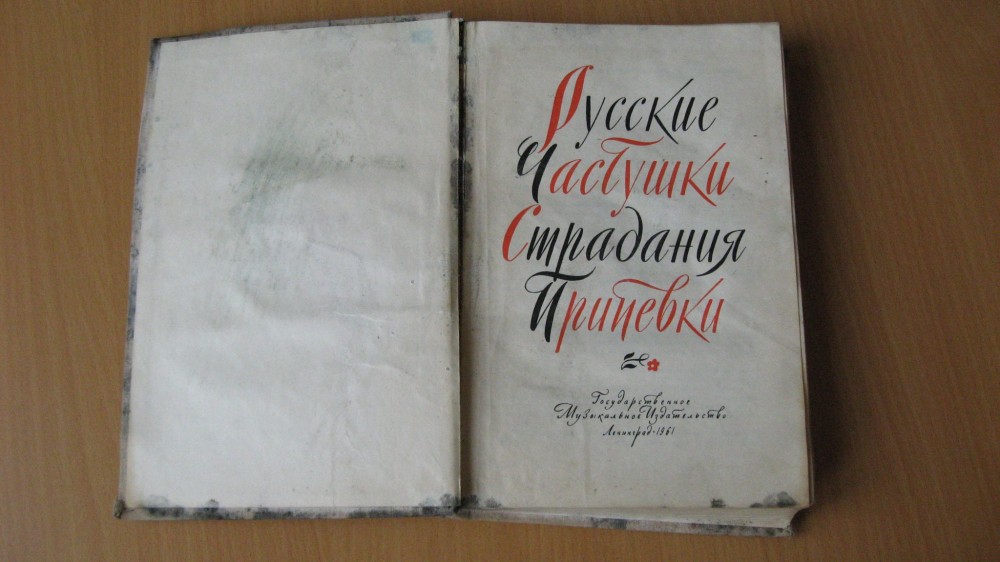 Русские
Частушки
Страдания
Припевки
Государственное
Музыкальное Издательство
Ленинград-1961